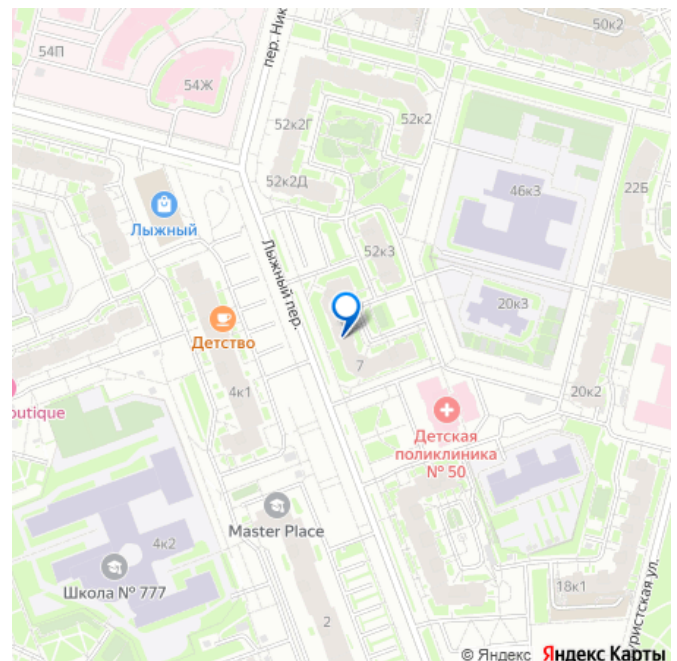 50к2
54П
пер. Ник
54Ж
52к2Г
52к2
52к2Д
46к3
22Б
Лыжный
52к3
Лыжный пер.
20к3
Детство
7
4к1
20к2
outique
Детская
поликлиника
№ 50
Master Place
4к2
Школа № 777
18к1
2
уристская ул.
© Яндекс Яндекс Карты